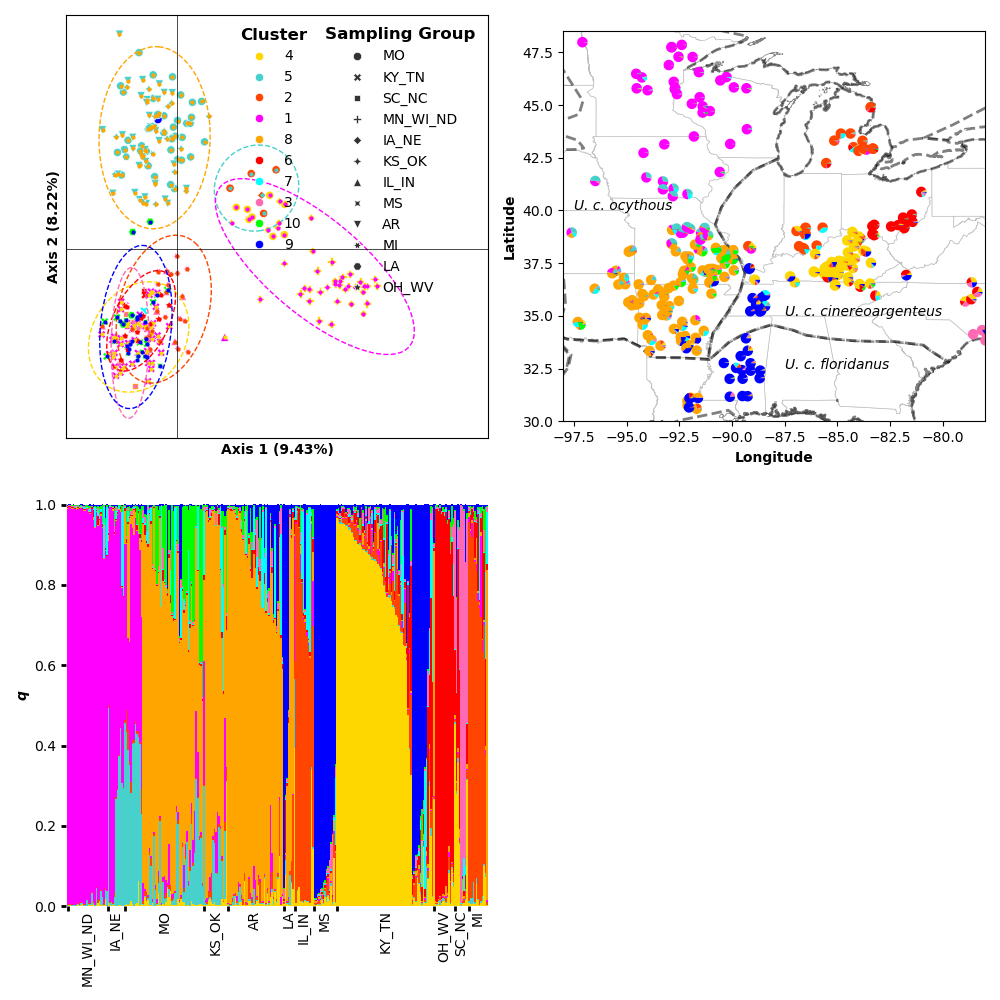 Cluster
4
5
2
1
8
6
7
3
10
9
Sampling Group
MO
KY_TN
SC_NC
MN_WI_ND
IA_NE
KS_OK
IL_IN
MS
AR
MI
LA
OH_WV
Axis 2 (8.22%)
Axis 1 (9.43%)
47.5
45.0
42.5
40.0
37.5
35.0
32.5
30.0
Latitude
U. c. ocythous
U. c. cinereoargenteus
U. c. floridanus
−97.5 −95.0 −92.5 −90.0 −87.5 −85.0 −82.5 −80.0
Longitude
1.0
0.8
0.6
0.4
0.2
0.0
q
MN_WI_ND
IA_NE
MO
KS_OK
AR
LA
IL_IN
MS
KY_TN
OH_WV
SC_NC
MI